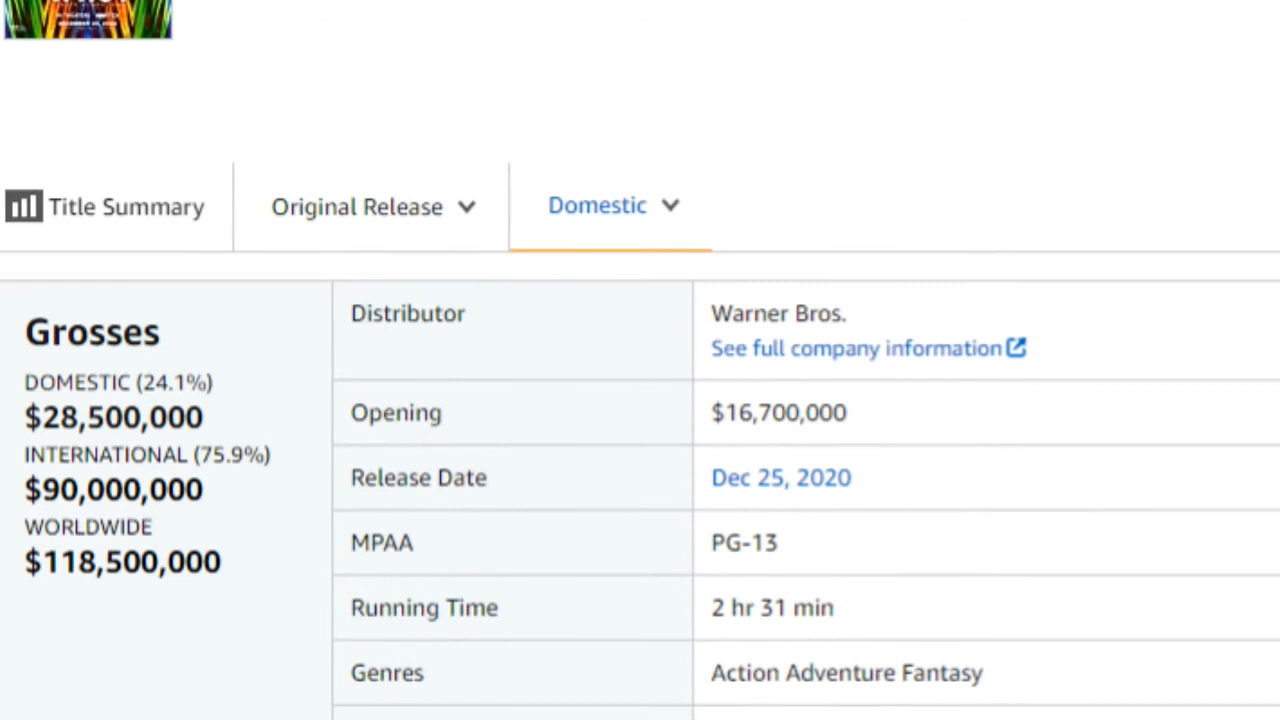 Title Summary
Original Release
Domestic
Grosses
DOMESTIC (24.1%)
$28,500,000
INTERNATIONAL (75.9%)
$90,000,000
WORLDWIDE
$118,500,000
Distributor
Warner Bros.
See full company information
Opening
$16,700,000
Release Date
Dec 25, 2020
MPAA
PG-13
Running Time
2 hr 31 min
Genres
Action Adventure Fantasy